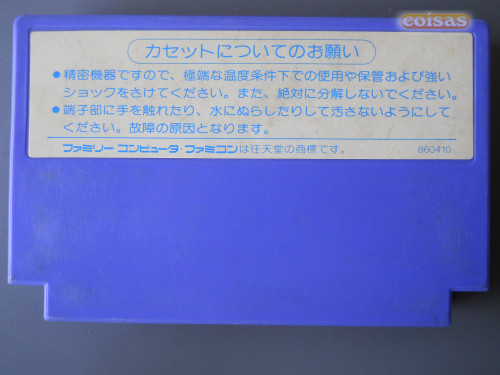 eoisas
カセットについてのお願い
●精密機器ですので、極端な温度条件下での使用や保管および強い
ショックをさけてください。また、絶対に分解しないでください。
●端子部に手を触れたり、水にぬらしたりして汚さないようにして
ください。故障の原因となります。
ファミリーコンピュータ・ファミコンは任天堂の商標です。 860410